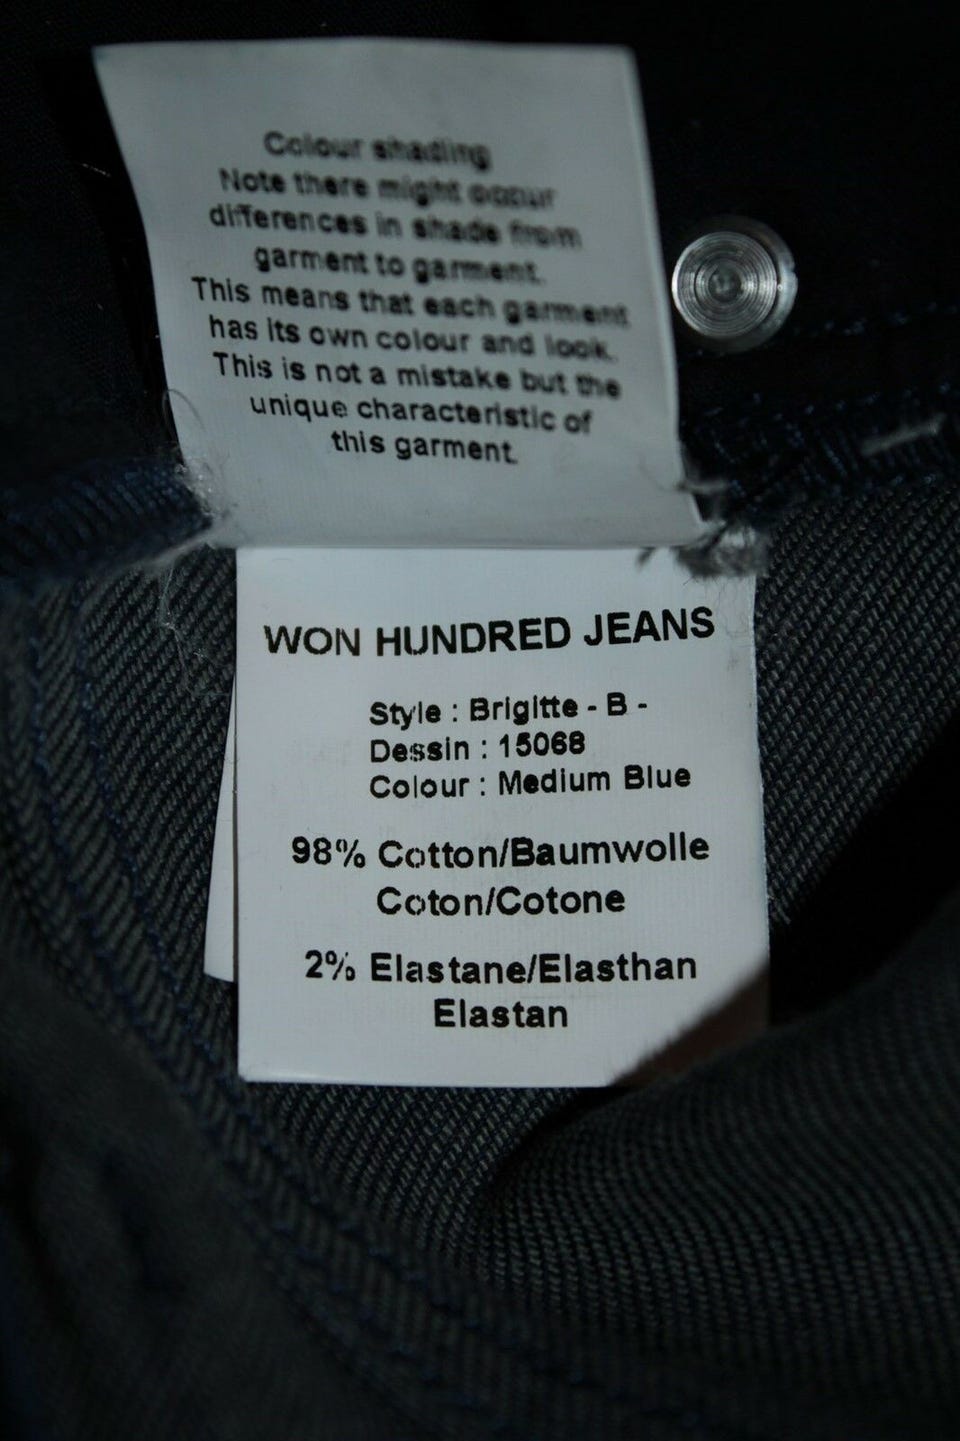 Colour shading
Note there might occur
differences in shade from
garment to garment.
This means that each garment
has its own colour and look.
This is not a mistake but the
unique characteristic of
this garment.
WON HUNDRED JEANS
Style : Brigitte - B -
Dessin : 15068
Colour : Medium Blue
98% Cotton/Baumwolle
Coton/Cotone
2% Elastane/Elasthan
Elastan